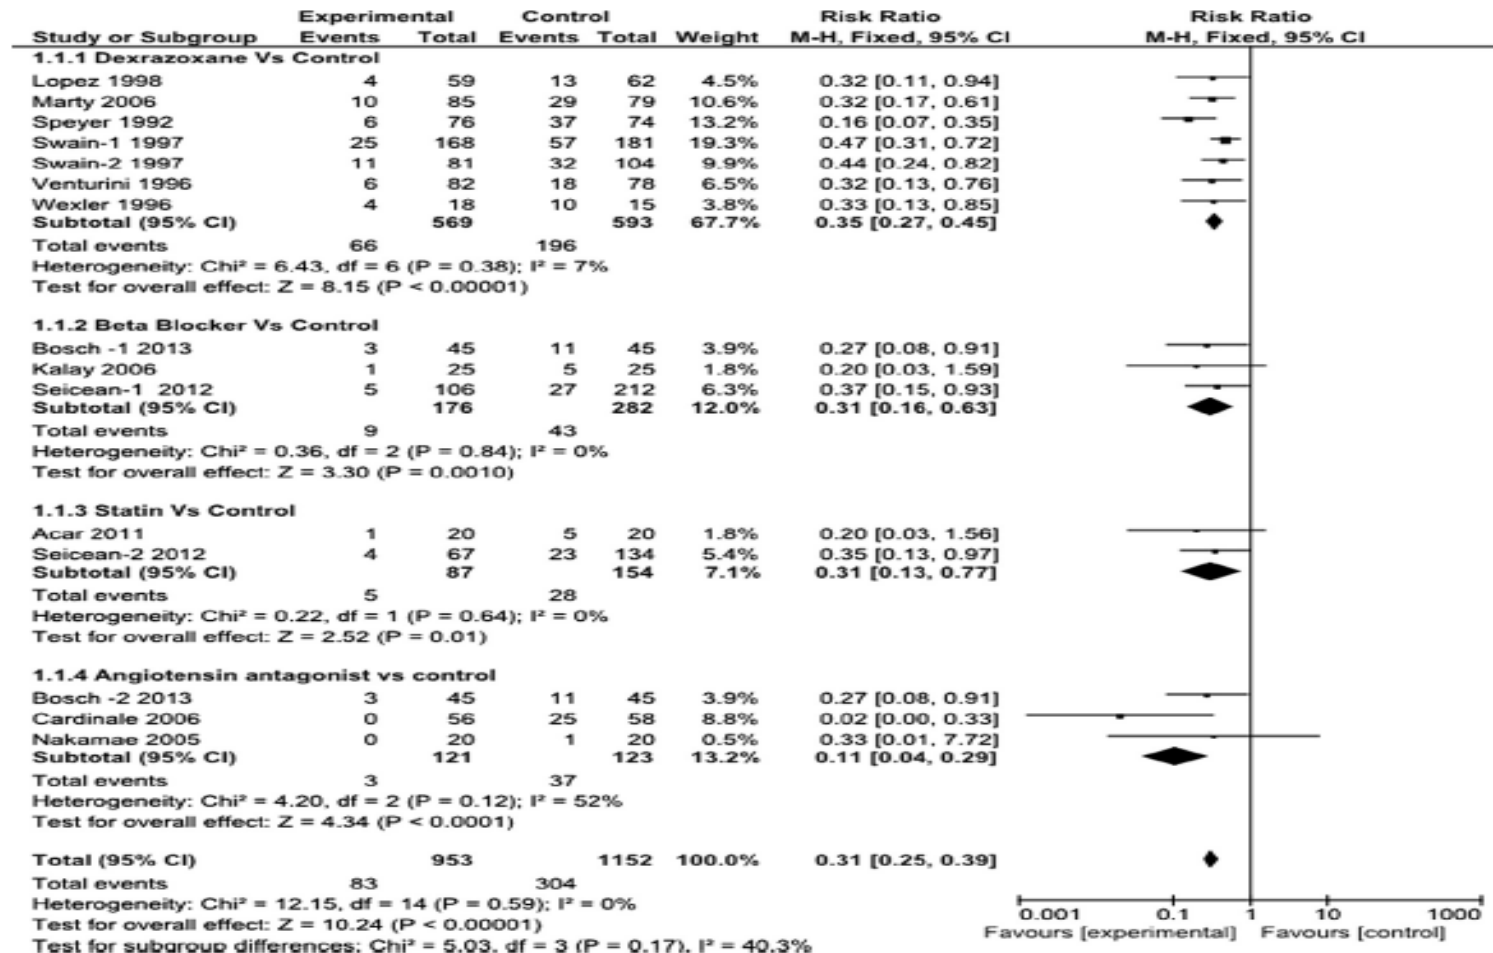 Experimental Control Risk Ratio Risk Ratio
Study or Subgroup Events Total Events Total Weight M-H, Fixed, 95% CI M-H, Fixed, 95% CI
1.1.1 Dexrazoxane Vs Control
Lopez 1998 4 59 13 62 4.5% 0.32 [0.11, 0.94]
Marty 2006 10 85 29 79 10.6% 0.32 [0.17, 0.61]
Speyer 1992 6 76 37 74 13.2% 0.16 [0.07, 0.35]
Swain-1 1997 25 168 57 181 19.3% 0.47 [0.31, 0.72]
Swain-2 1997 11 81 32 104 9.9% 0.44 [0.24, 0.82]
Venturini 1996 6 82 18 78 6.5% 0.32 [0.13, 0.76]
Wexler 1996 4 18 10 15 3.8% 0.33 [0.13, 0.85]
Subtotal (95% CI) 569 593 67.7% 0.35 [0.27, 0.45]
Total events 66 196
Heterogeneity: Chi² = 6.43, df = 6 (P = 0.38); I² = 7%
Test for overall effect: Z = 8.15 (P < 0.00001)
1.1.2 Beta Blocker Vs Control
Bosch -1 2013 3 45 11 45 3.9% 0.27 [0.08, 0.91]
Kalay 2006 1 25 5 25 1.8% 0.20 [0.03, 1.59]
Seicean-1 2012 5 106 27 212 6.3% 0.37 [0.15, 0.93]
Subtotal (95% CI) 176 282 12.0% 0.31 [0.16, 0.63]
Total events 9 43
Heterogeneity: Chi² = 0.36, df = 2 (P = 0.84); I² = 0%
Test for overall effect: Z = 3.30 (P = 0.0010)
1.1.3 Statin Vs Control
Acar 2011 1 20 5 20 1.8% 0.20 [0.03, 1.56]
Seicean-2 2012 4 67 23 134 5.4% 0.35 [0.13, 0.97]
Subtotal (95% CI) 87 154 7.1% 0.31 [0.13, 0.77]
Total events 5 28
Heterogeneity: Chi² = 0.22, df = 1 (P = 0.64); I² = 0%
Test for overall effect: Z = 2.52 (P = 0.01)
1.1.4 Angiotensin antagonist vs control
Bosch -2 2013 3 45 11 45 3.9% 0.27 [0.08, 0.91]
Cardinale 2006 0 56 25 58 8.8% 0.02 [0.00, 0.33]
Nakamae 2005 0 20 1 20 0.5% 0.33 [0.01, 7.72]
Subtotal (95% CI) 121 123 13.2% 0.11 [0.04, 0.29]
Total events 3 37
Heterogeneity: Chi² = 4.20, df = 2 (P = 0.12); I² = 52%
Test for overall effect: Z = 4.34 (P < 0.0001)
Total (95% CI) 953 1152 100.0% 0.31 [0.25, 0.39]
Total events 83 304
Heterogeneity: Chi² = 12.15, df = 14 (P = 0.59); I² = 0%
Test for overall effect: Z = 10.24 (P < 0.00001)
Test for subgroup differences: Chi² = 5.03, df = 3 (P = 0.17), I² = 40.3%
0.001 0.1 1 10 1000
Favours [experimental] Favours [control]